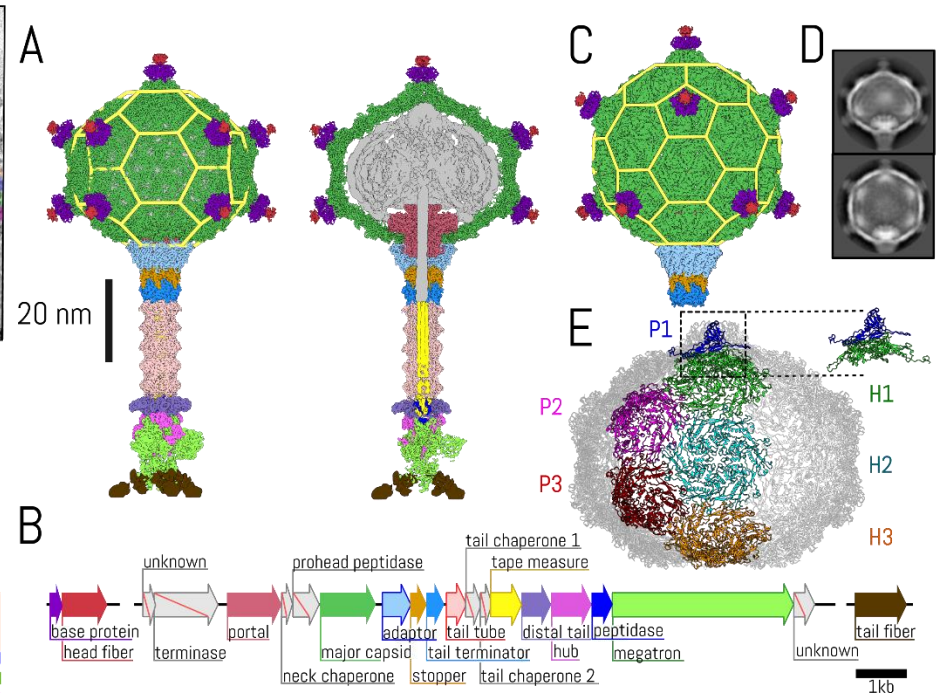 A
C
D
20 nm
E
P1
H1
P2
H2
P3
H3
B
tail chaperone 1
unknown
prohead peptidase
tape measure
base protein
portal
adaptor
tail tube
distal tail
peptidase
tail fiber
head fiber
terminase
major capsid
tail terminator
hub
megatron
unknown
neck chaperone
stopper
tail chaperone 2
1kb